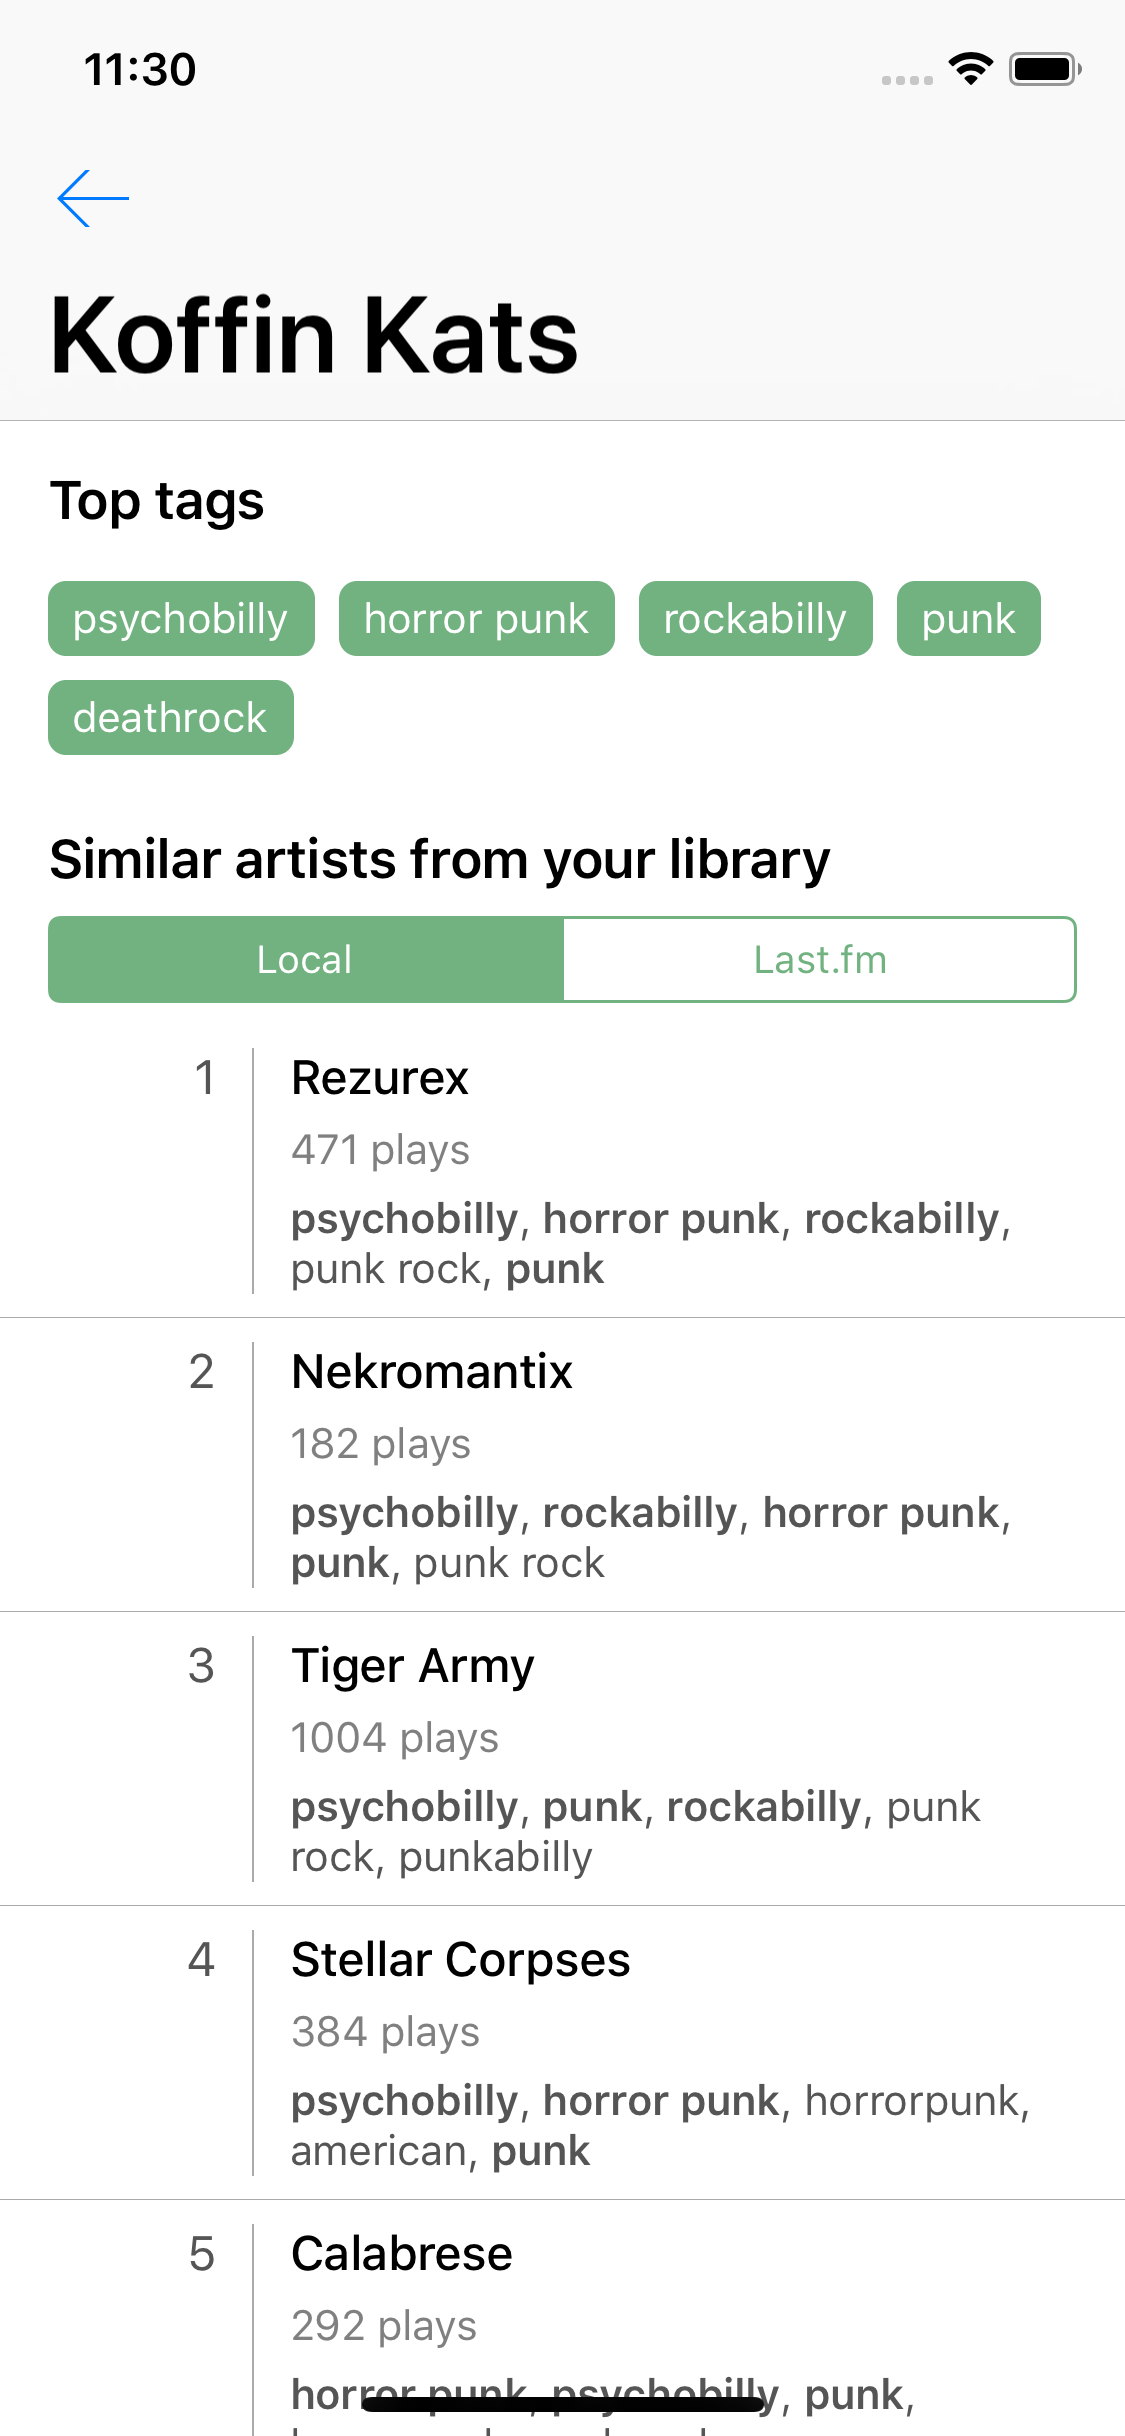 11:30
Koffin Kats
Top tags
psychobilly horror punk rockabilly punk
deathrock
Similar artists from your library
Local Last.fm
1 Rezurex
471 plays
psychobilly, horror punk, rockabilly,
punk rock, punk
2 Nekromantix
182 plays
psychobilly, rockabilly, horror punk,
punk, punk rock
3 Tiger Army
1004 plays
psychobilly, punk, rockabilly, punk
rock, punkabilly
4 Stellar Corpses
384 plays
psychobilly, horror punk, horrorpunk,
american, punk
5 Calabrese
292 plays
horror punk, psychobilly, punk,